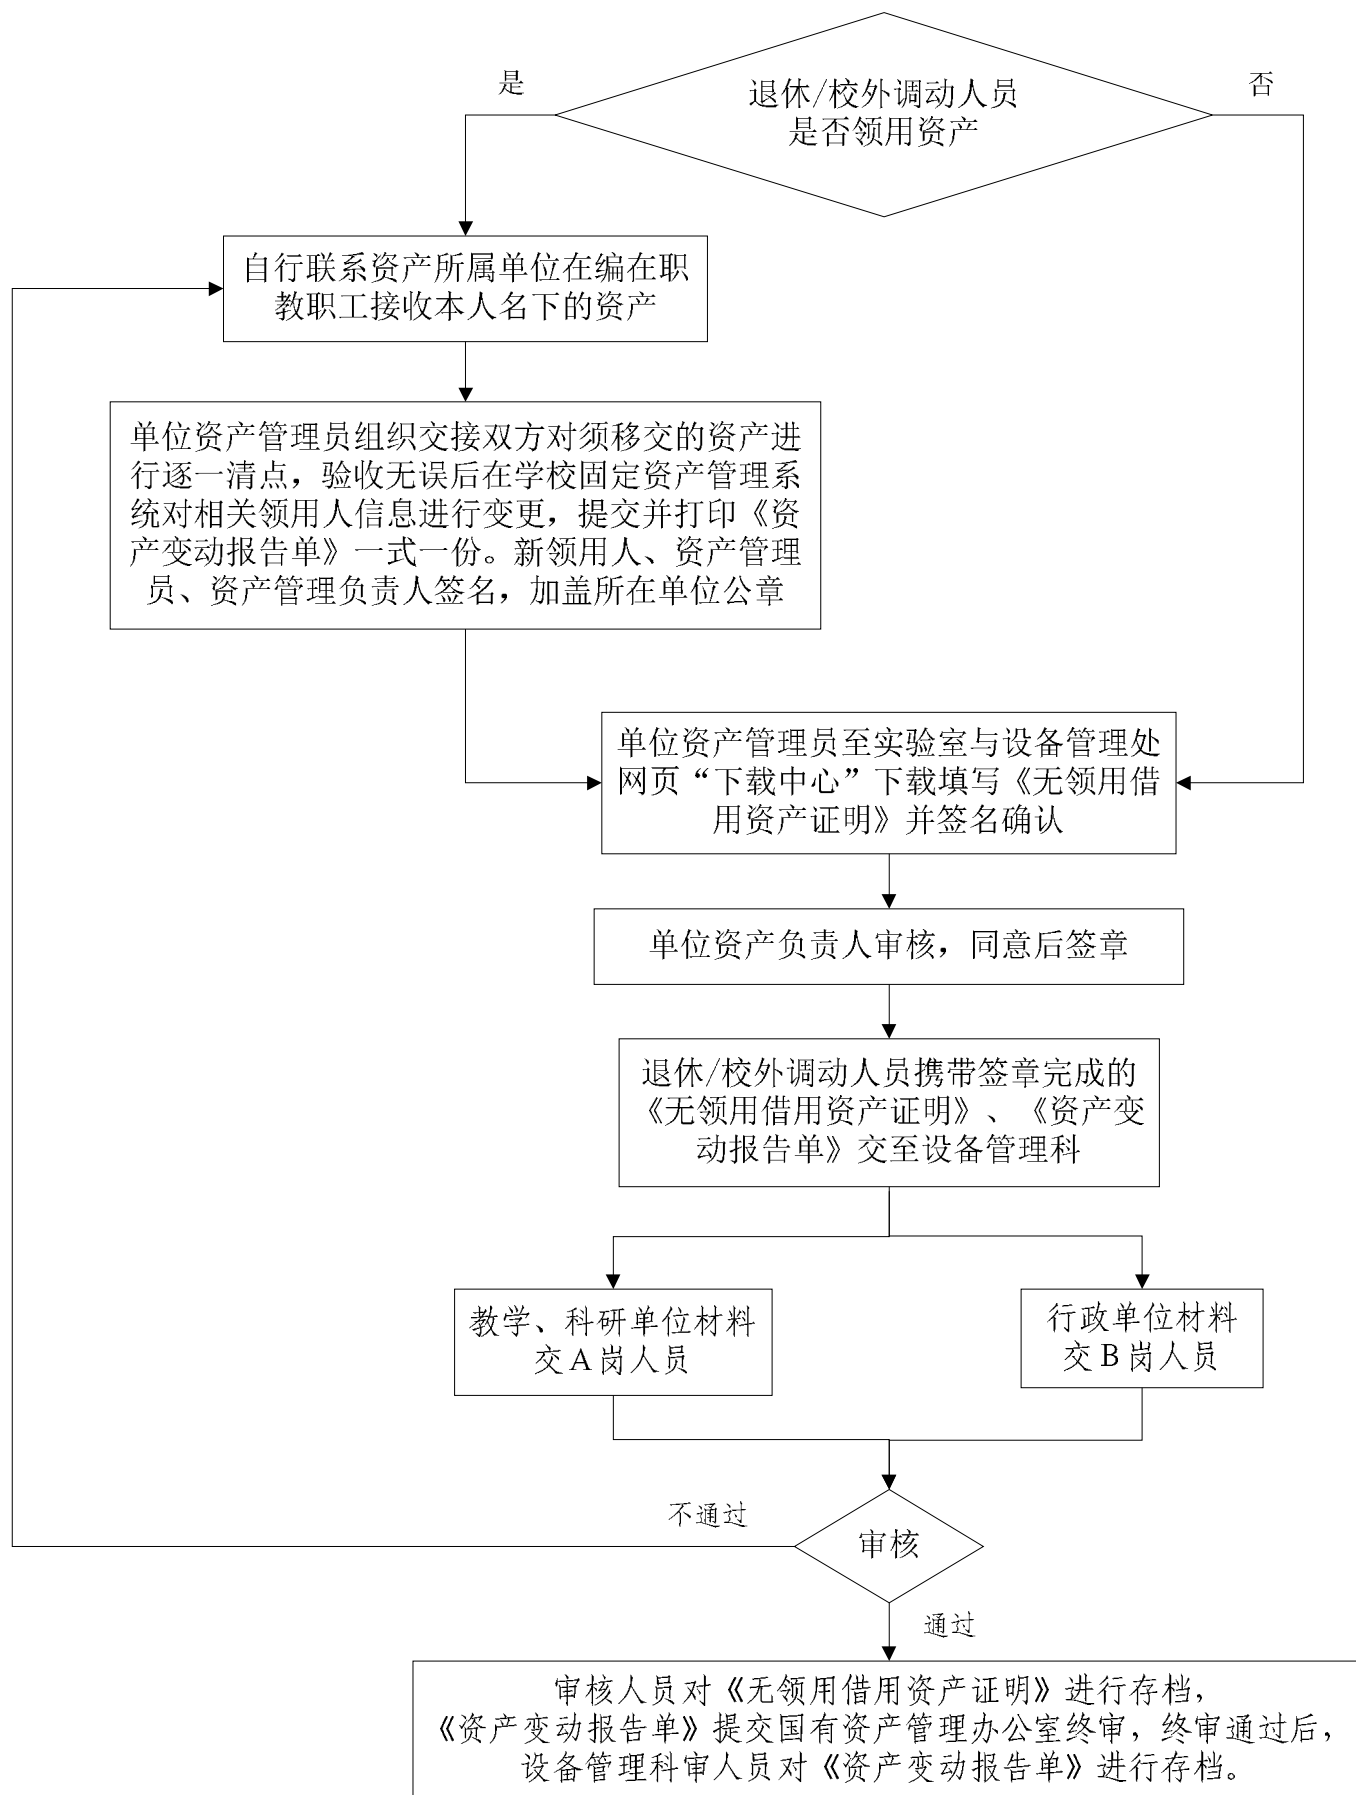 退休/校外调动人员
是否领用资产
是
否
自行联系资产所属单位在编在职
教职工接收本人名下的资产
单位资产管理员组织交接双方对须移交的资产进
行逐一清点，验收无误后在学校固定资产管理系
统对相关领用人信息进行变更，提交并打印《资
产变动报告单》一式一份。新领用人、资产管理
员、资产管理负责人签名，加盖所在单位公章
单位资产管理员至实验室与设备管理处
网页“下载中心”下载填写《无领用借
用资产证明》并签名确认
单位资产负责人审核，同意后签章
退休/校外调动人员携带签章完成的
《无领用借用资产证明》、《资产变
动报告单》交至设备管理科
教学、科研单位材料
交A岗人员
行政单位材料
交B岗人员
不通过
审核
通过
审核人员对《无领用借用资产证明》进行存档，
《资产变动报告单》提交国有资产管理办公室终审，终审通过后，
设备管理科审人员对《资产变动报告单》进行存档。